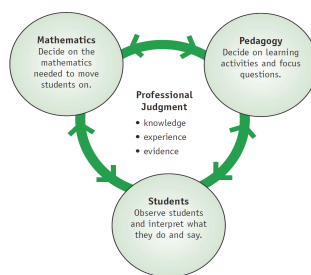 Mathematics
Decide on the
mathematics
needed to move
students on.
Pedagogy
Decide on learning
activities and focus
questions.
Professional
Judgment
• knowledge
• experience
• evidence
Students
Observe students
and interpret what
they do and say.